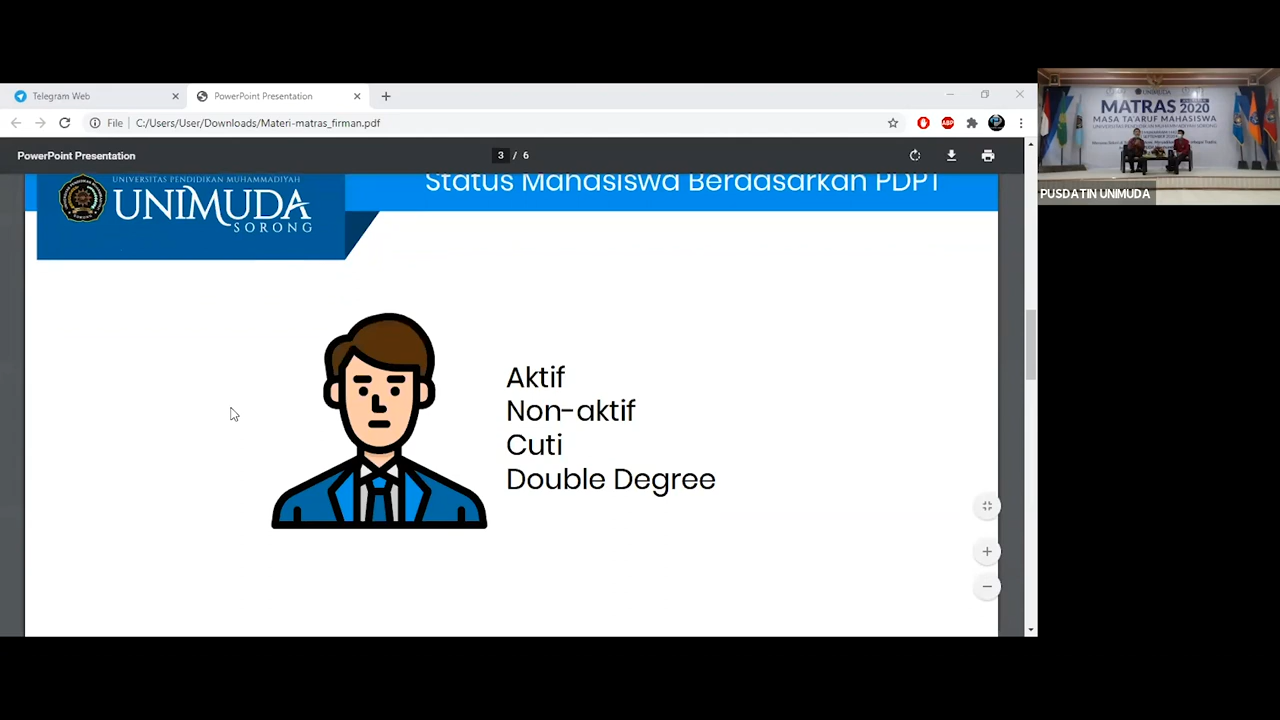 Telegram Web
PowerPoint Presentation
File
C:/Users/User/Downloads/Materi-matras_firman.pdf
ABP
PowerPoint Presentation
3 / 6
UNIVERSITAS PENDIDIKAN MUHAMMADIYAH
UNIMUDA
SORONG
Status Mahasiswa Berdasarkan PDPT
Aktif
Non-aktif
Cuti
Double Degree
UNIMUDA
MATRAS 2020
MASA TA'ARUF MAHASISWA
PUSDATIN UNIMUDA